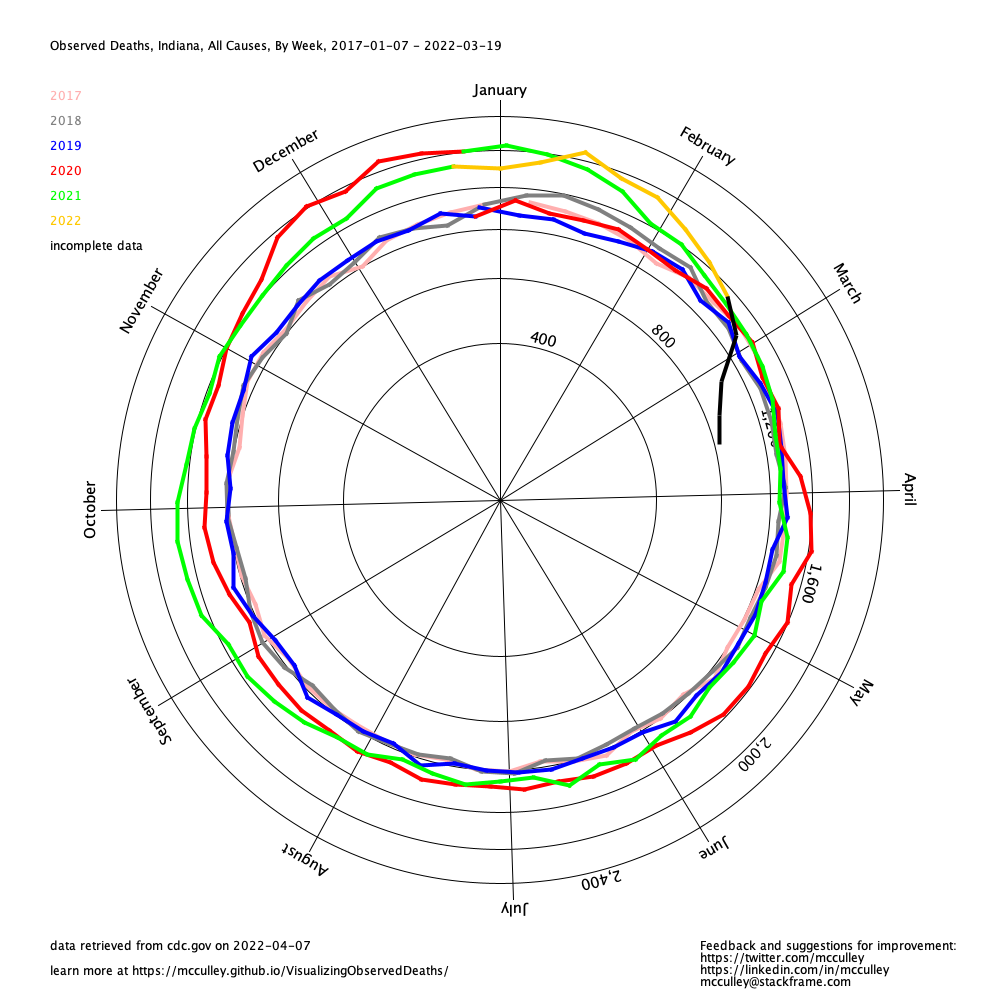 Observed Deaths, Indiana, All Causes, By Week, 2017-01-07 - 2022-03-19
January
2017
2018
2019
2020
2021
2022
incomplete data
December
February
November
March
400
800
1,200
October
April
1,600
September
May
2,000
August
June
2,400
July
data retrieved from cdc.gov on 2022-04-07
learn more at https://mcculley.github.io/VisualizingObservedDeaths/
Feedback and suggestions for improvement:
https://twitter.com/mcculley
https://linkedin.com/in/mcculley
mcculley@stackframe.com